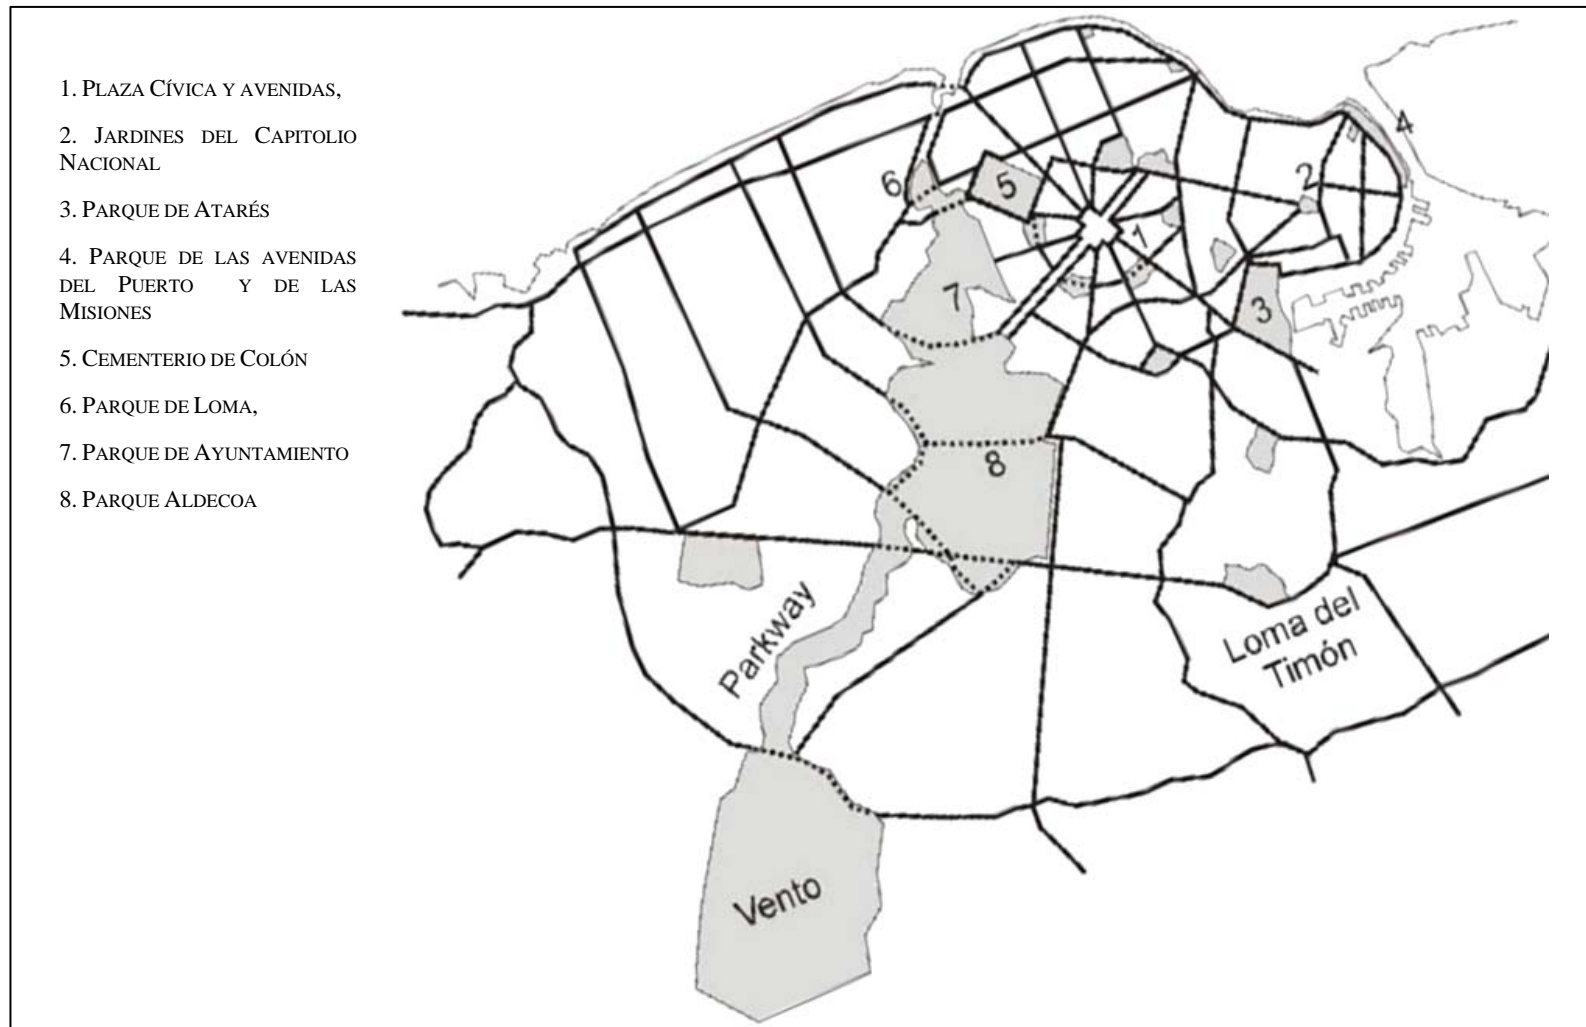 1. PLAZA CÍVICA Y AVENIDAS,
2. JARDINES DEL CAPITOLIO
NACIONAL
3. PARQUE DE ATARÉS
4. PARQUE DE LAS AVENIDAS
DEL PUERTO Y DE LAS
MISIONES
5. CEMENTERIO DE COLÓN
6. PARQUE DE LOMA,
7. PARQUE DE AYUNTAMIENTO
8. PARQUE ALDECOA
4
2
6
5
1
7
3
8
Parkway
Loma del
Timón
Vento